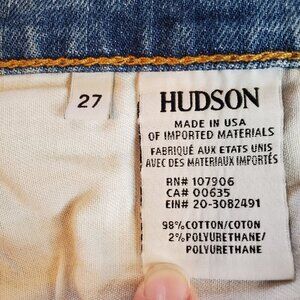 27
HUDSON
MADE IN USA
OF IMPORTED MATERIALS
FABRIQUÉ AUX ETATS UNIS
AVEC DES MATERIAUX IMPORTÉS
RN# 107906
CA# 00635
EIN# 20-3082491
98% COTTON/COTON
2% POLYURETHANE/
POLYURETHANE